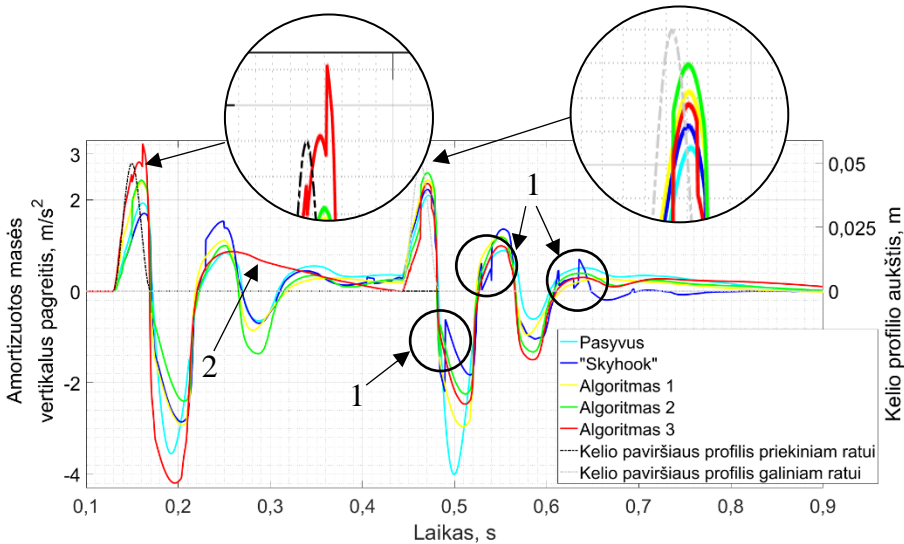 Amortizuotos masės
vertikalus pagreitis, m/s²
3
2
0
-2
-4
0,05
0,025
0
Kelio profilio aukštis, m
1
1
2
Pasyvus
"Skyhook"
Algoritmas 1
Algoritmas 2
Algoritmas 3
Kelio paviršiaus profilis priekiniam ratui
Kelio paviršiaus profilis galiniam ratui
0,1 0,2 0,3 0,4 0,5 0,6 0,7 0,8 0,9
Laikas, s